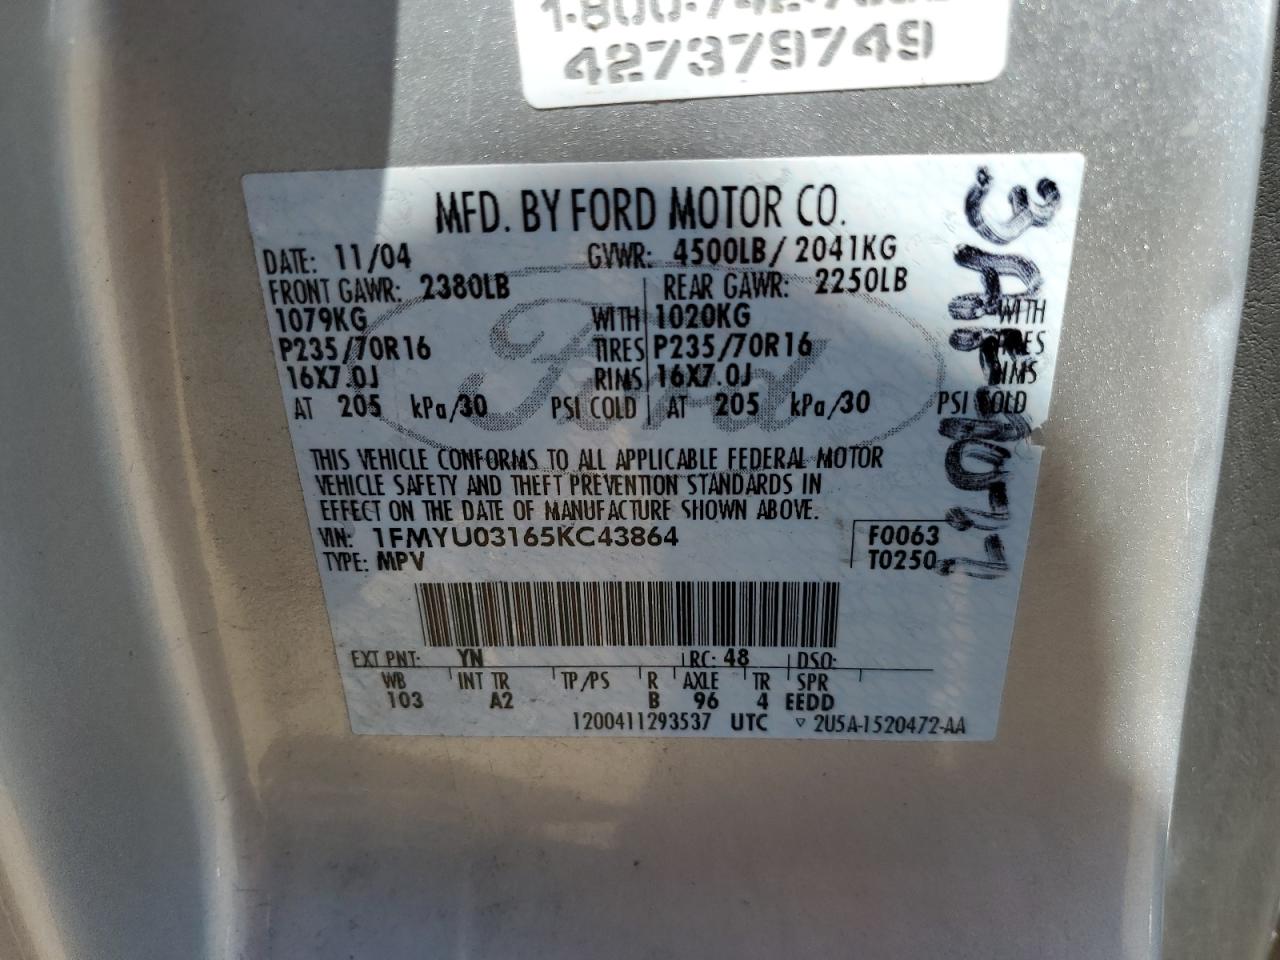 427379749
MFD. BY FORD MOTOR CO.
DATE: 11/04 GVWR: 4500LB/2041KG
FRONT GAWR: 2380LB REAR GAWR: 2250LB
1079KG WITH 1020KG WITH
P235/70R16 TIRES P235/70R16 TIRES
16X7.0J RIMS 16X7.0J RIMS
AT 205 kPa/30 PSI COLD AT 205 kPa/30 PSI COLD
THIS VEHICLE CONFORMS TO ALL APPLICABLE FEDERAL MOTOR
VEHICLE SAFETY AND THEFT PREVENTION STANDARDS IN
EFFECT ON THE DATE OF MANUFACTURE SHOWN ABOVE.
VIN: 1FMYU03165KC43864 F0063
TYPE: MPV T0250
EXT PNT: YN RC: 48 DSO:
WB INT TR TP/PS R AXLE TR SPR
103 A2 B 96 4 EEDD
1200411293537 UTC ▽ 2U5A-1520472-AA
Ford